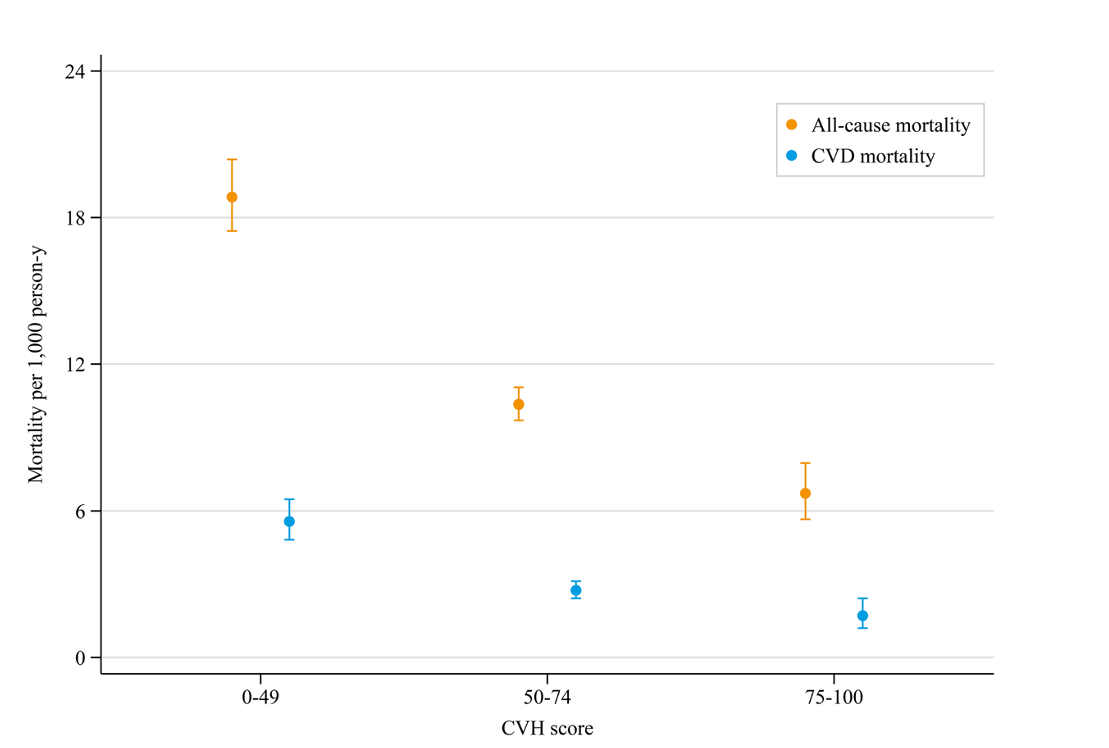 24
18
12
6
0
Mortality per 1,000 person-y
All-cause mortality
CVD mortality
0-49
50-74
75-100
CVH score